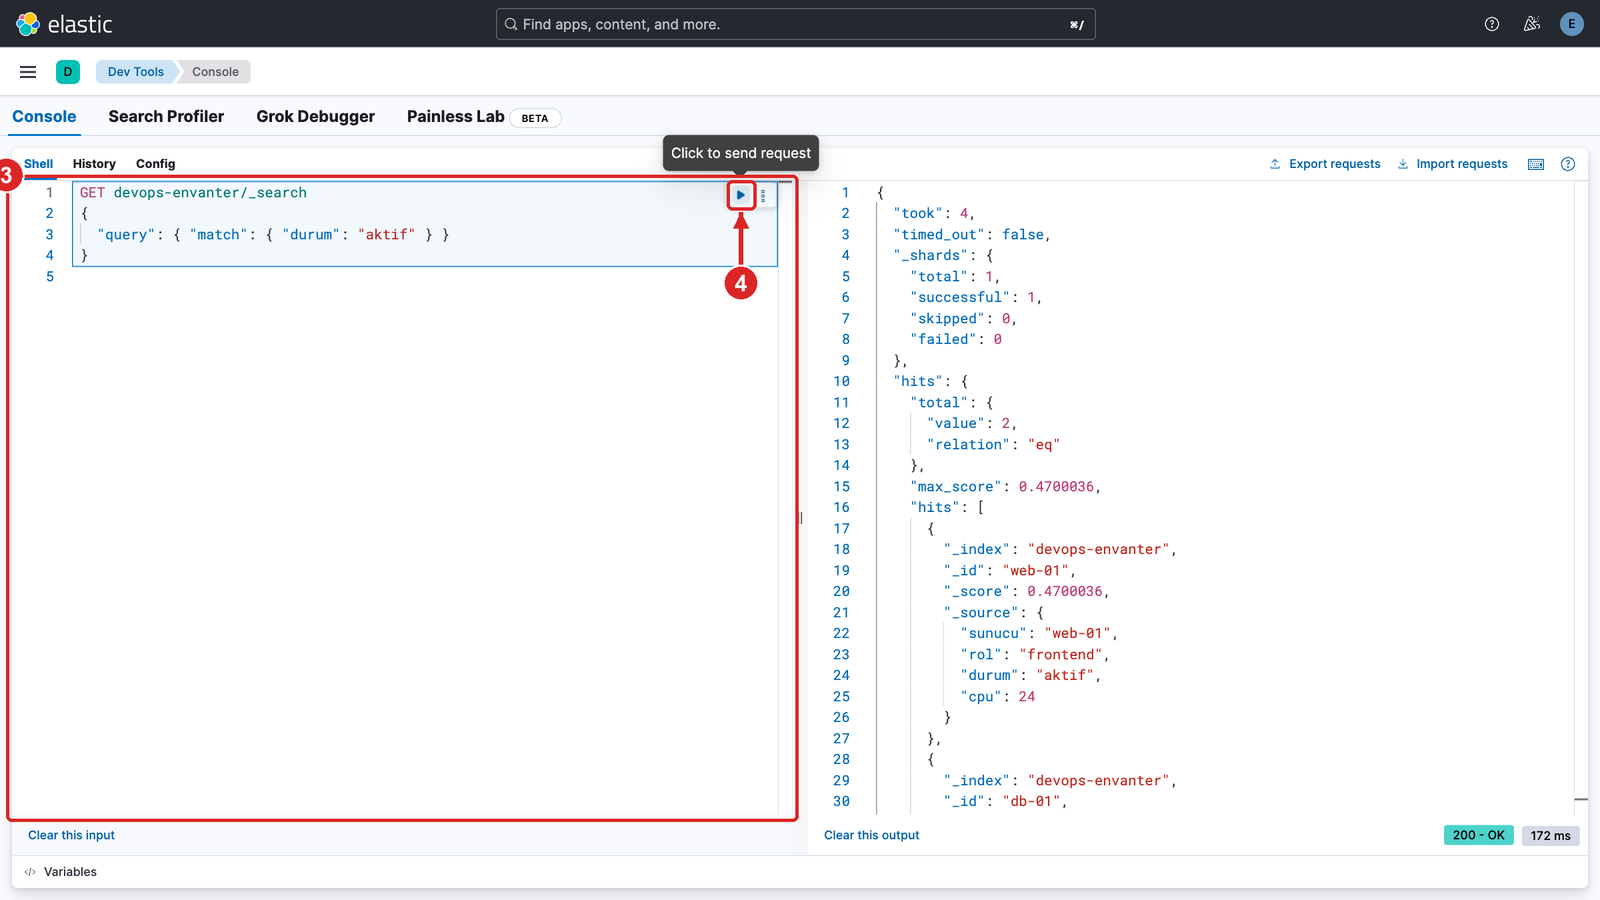 elastic
Find apps, content, and more.
⌘/
E
D
Dev Tools
Console
Console
Search Profiler
Grok Debugger
Painless Lab
BETA
Click to send request
3
Shell
History
Config
Export requests
Import requests
1 GET devops-envanter/_search
2 {
3 "query": { "match": { "durum": "aktif" } }
4 }
5
4
1 {
2 "took": 4,
3 "timed_out": false,
4 "_shards": {
5 "total": 1,
6 "successful": 1,
7 "skipped": 0,
8 "failed": 0
9 },
10 "hits": {
11 "total": {
12 "value": 2,
13 "relation": "eq"
14 },
15 "max_score": 0.4700036,
16 "hits": [
17 {
18 "_index": "devops-envanter",
19 "_id": "web-01",
20 "_score": 0.4700036,
21 "_source": {
22 "sunucu": "web-01",
23 "rol": "frontend",
24 "durum": "aktif",
25 "cpu": 24
26 }
27 },
28 {
29 "_index": "devops-envanter",
30 "_id": "db-01",
Clear this input
Clear this output
200 - OK
172 ms
</> Variables